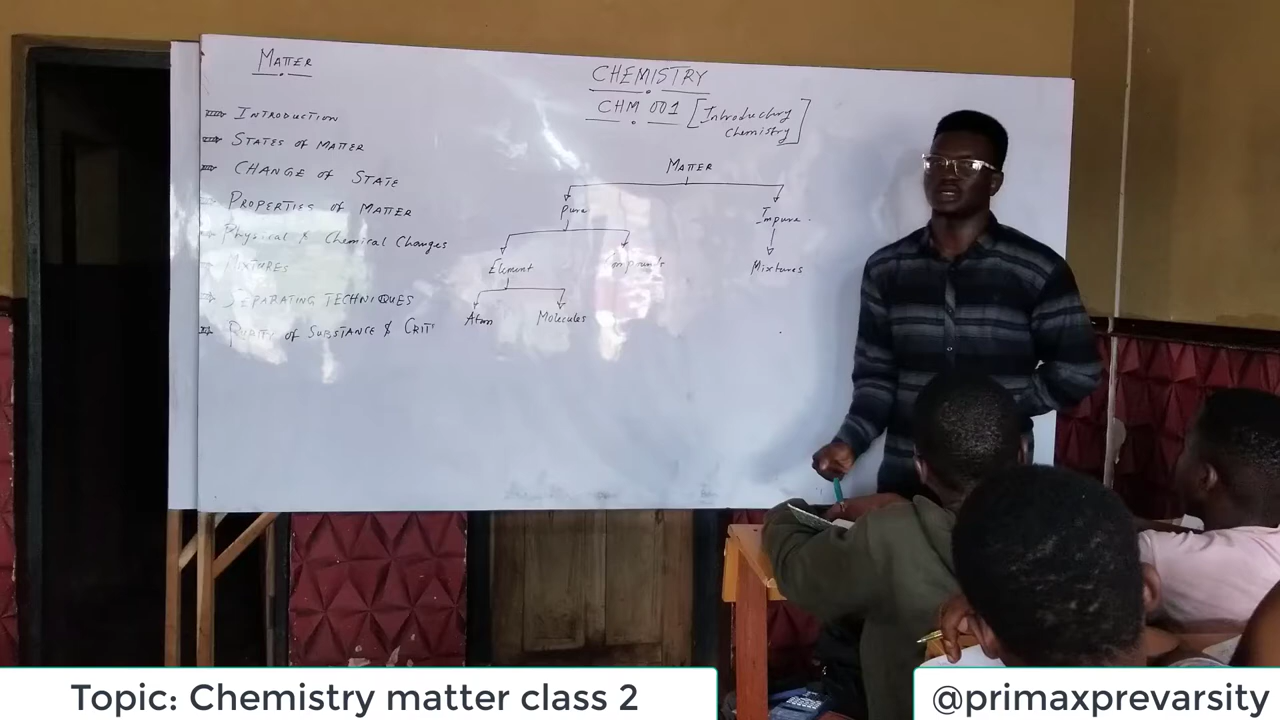 MATTER
INTRODUCTION
STATES OF MATTER
CHANGE OF STATE
PROPERTIES OF MATTER
Physical & Chemical Changes
MIXTURES
SEPARATING TECHNIQUES
PURITY of SUBSTANCE & CRIT
CHEMISTRY
CHM 001 [Introductory
Chemistry]
MATTER
Pure
Impure.
Element
Compounds
Mixtures
Atom
Molecules
Topic: Chemistry matter class 2
@primaxprevarsity